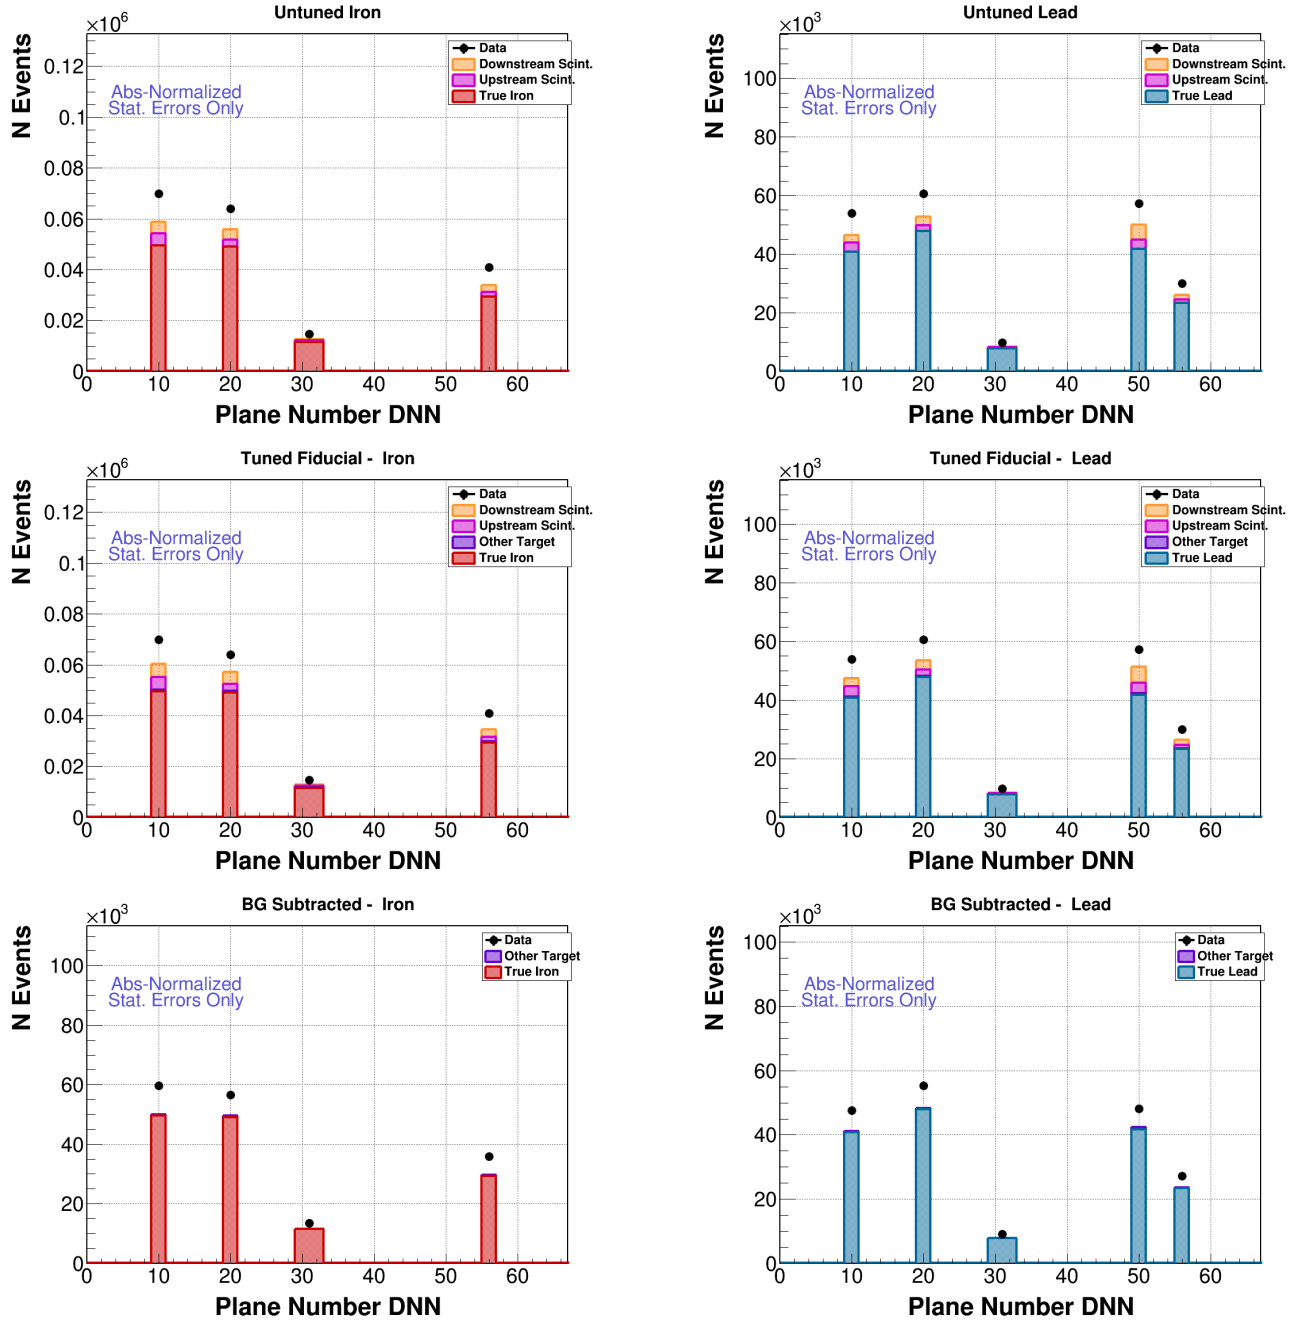 Untuned Iron
×10^6
N Events
0.12
0.1
0.08
0.06
0.04
0.02
0
Abs-Normalized
Stat. Errors Only
Data
Downstream Scint.
Upstream Scint.
True Iron
0 10 20 30 40 50 60
Plane Number DNN
Untuned Lead
×10^3
N Events
100
80
60
40
20
0
Abs-Normalized
Stat. Errors Only
Data
Downstream Scint.
Upstream Scint.
True Lead
0 10 20 30 40 50 60
Plane Number DNN
Tuned Fiducial - Iron
×10^6
N Events
0.12
0.1
0.08
0.06
0.04
0.02
0
Abs-Normalized
Stat. Errors Only
Data
Downstream Scint.
Upstream Scint.
Other Target
True Iron
0 10 20 30 40 50 60
Plane Number DNN
Tuned Fiducial - Lead
×10^3
N Events
100
80
60
40
20
0
Abs-Normalized
Stat. Errors Only
Data
Downstream Scint.
Upstream Scint.
Other Target
True Lead
0 10 20 30 40 50 60
Plane Number DNN
BG Subtracted - Iron
×10^3
N Events
100
80
60
40
20
0
Abs-Normalized
Stat. Errors Only
Data
Other Target
True Iron
0 10 20 30 40 50 60
Plane Number DNN
BG Subtracted - Lead
×10^3
N Events
100
80
60
40
20
0
Abs-Normalized
Stat. Errors Only
Data
Other Target
True Lead
0 10 20 30 40 50 60
Plane Number DNN